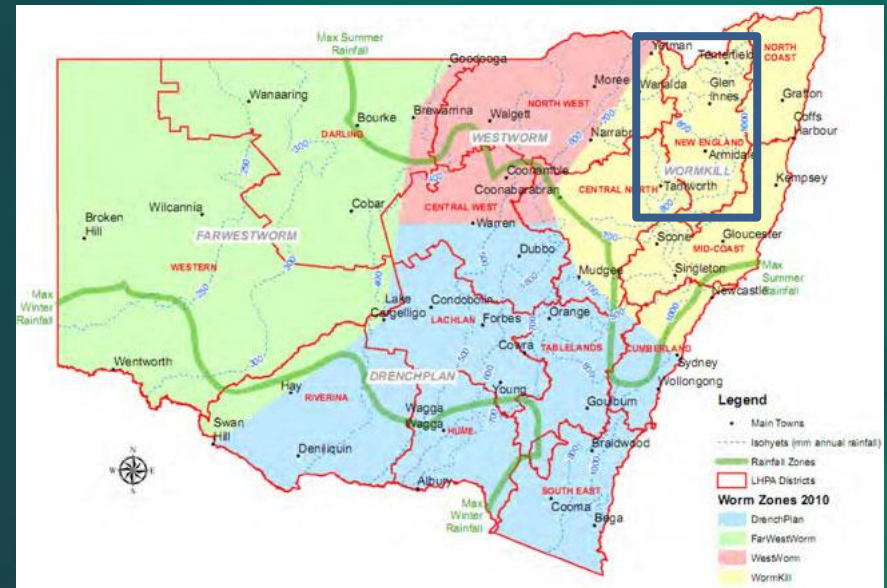 Max Summer
Rainfall
Goodooga
Yetman
Tenterfield
NORTH
COAST
Wanaaring
Moree
Warialda
Glen
Innes
Brewarrina
Walgett
NORTH WEST
Grafton
Bourke
DARLING
Coffs
Harbour
WESTWORM
Narrabri
NEW ENGLAND
Armidale
WORMKILL
Coonamble
Coonabarabran
CENTRAL NORTH
Tamworth
Kempsey
Broken
Hill
Wilcannia
Cobar
CENTRAL WEST
Warren
FARWESTWORM
Scone
Gloucester
MID-COAST
WESTERN
Dubbo
Mudgee
Singleton
Max
Summer
Rainfall
Newcastle
Max
Winter
Rainfall
Lake
Cargelligo
Condobolin
LACHLAN
Forbes
Orange
Cowra
TABLELANDS
CUMBERLAND
Sydney
Wollongong
Wentworth
DRENCHPLAN
Hay
RIVERINA
Young
Goulburn
Swan
Hill
Wagga
Wagga
HUME
Braidwood
Deniliquin
Albury
SOUTH EAST
Cooma
Bega
Max
Winter
Rainfall
N
W
E
S
Legend
Main Towns
Isohyets (mm annual rainfall)
Rainfall Zones
LHPA Districts
Worm Zones 2010
DrenchPlan
FarWestWorm
WestWorm
WormKill